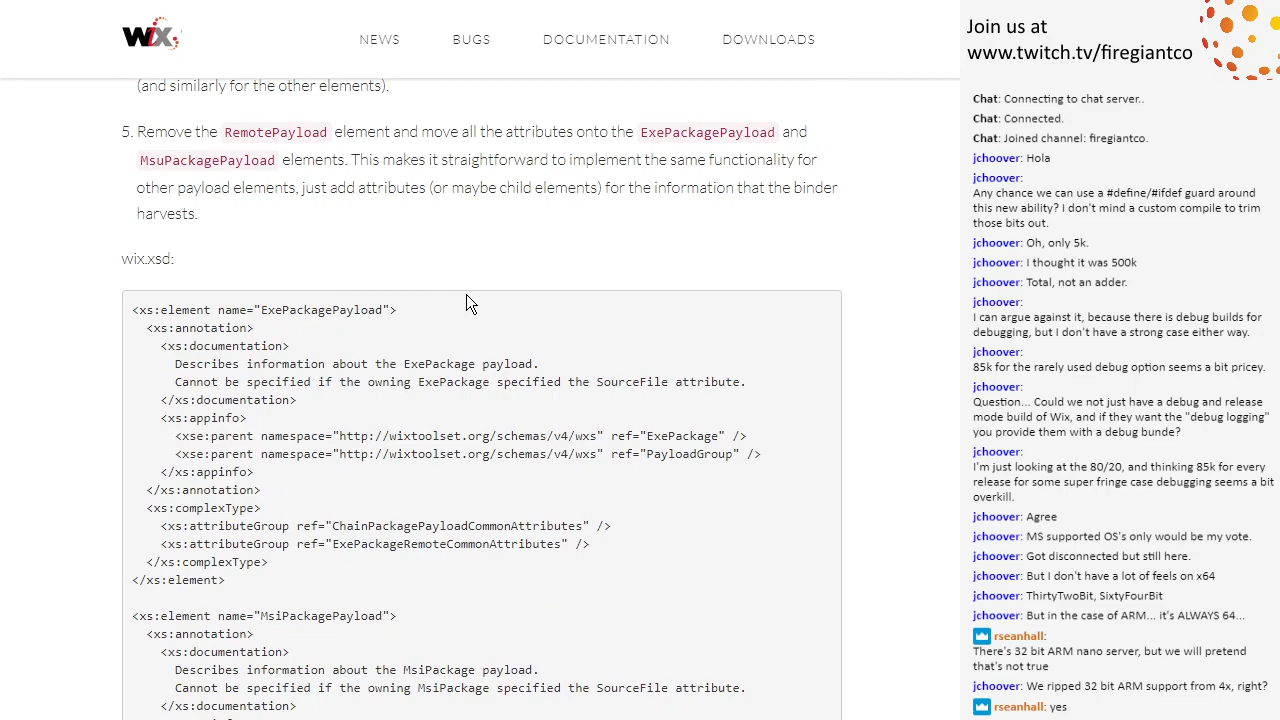 WiX
NEWS
BUGS
DOCUMENTATION
DOWNLOADS
(and similarly for the other elements).
5. Remove the RemotePayload element and move all the attributes onto the ExePackagePayload and
MsuPackagePayload elements. This makes it straightforward to implement the same functionality for
other payload elements, just add attributes (or maybe child elements) for the information that the binder
harvests.
wix.xsd:
<xs:element name="ExePackagePayload">
<xs:annotation>
<xs:documentation>
Describes information about the ExePackage payload.
Cannot be specified if the owning ExePackage specified the SourceFile attribute.
</xs:documentation>
<xs:appinfo>
<xse:parent namespace="http://wixtoolset.org/schemas/v4/wxs" ref="ExePackage" />
<xse:parent namespace="http://wixtoolset.org/schemas/v4/wxs" ref="PayloadGroup" />
</xs:appinfo>
</xs:annotation>
<xs:complexType>
<xs:attributeGroup ref="ChainPackagePayloadCommonAttributes" />
<xs:attributeGroup ref="ExePackageRemoteCommonAttributes" />
</xs:complexType>
</xs:element>
<xs:element name="MsiPackagePayload">
<xs:annotation>
<xs:documentation>
Describes information about the MsiPackage payload.
Cannot be specified if the owning MsiPackage specified the SourceFile attribute.
</xs:documentation>
Join us at
www.twitch.tv/firegiantco
Chat: Connecting to chat server..
Chat: Connected.
Chat: Joined channel: firegiantco.
jchoover: Hola
jchoover:
Any chance we can use a #define/#ifdef guard around
this new ability? I don't mind a custom compile to trim
those bits out.
jchoover: Oh, only 5k.
jchoover: I thought it was 500k
jchoover: Total, not an adder.
jchoover:
I can argue against it, because there is debug builds for
debugging, but I don't have a strong case either way.
jchoover:
85k for the rarely used debug option seems a bit pricey.
jchoover:
Question... Could we not just have a debug and release
mode build of Wix, and if they want the "debug logging"
you provide them with a debug bunde?
jchoover:
I'm just looking at the 80/20, and thinking 85k for every
release for some super fringe case debugging seems a bit
overkill.
jchoover: Agree
jchoover: MS supported OS's only would be my vote.
jchoover: Got disconnected but still here.
jchoover: But I don't have a lot of feels on x64
jchoover: ThirtyTwoBit, SixtyFourBit
jchoover: But in the case of ARM... it's ALWAYS 64...
rseanhall:
There's 32 bit ARM nano server, but we will pretend
that's not true
jchoover: We ripped 32 bit ARM support from 4x, right?
rseanhall: yes